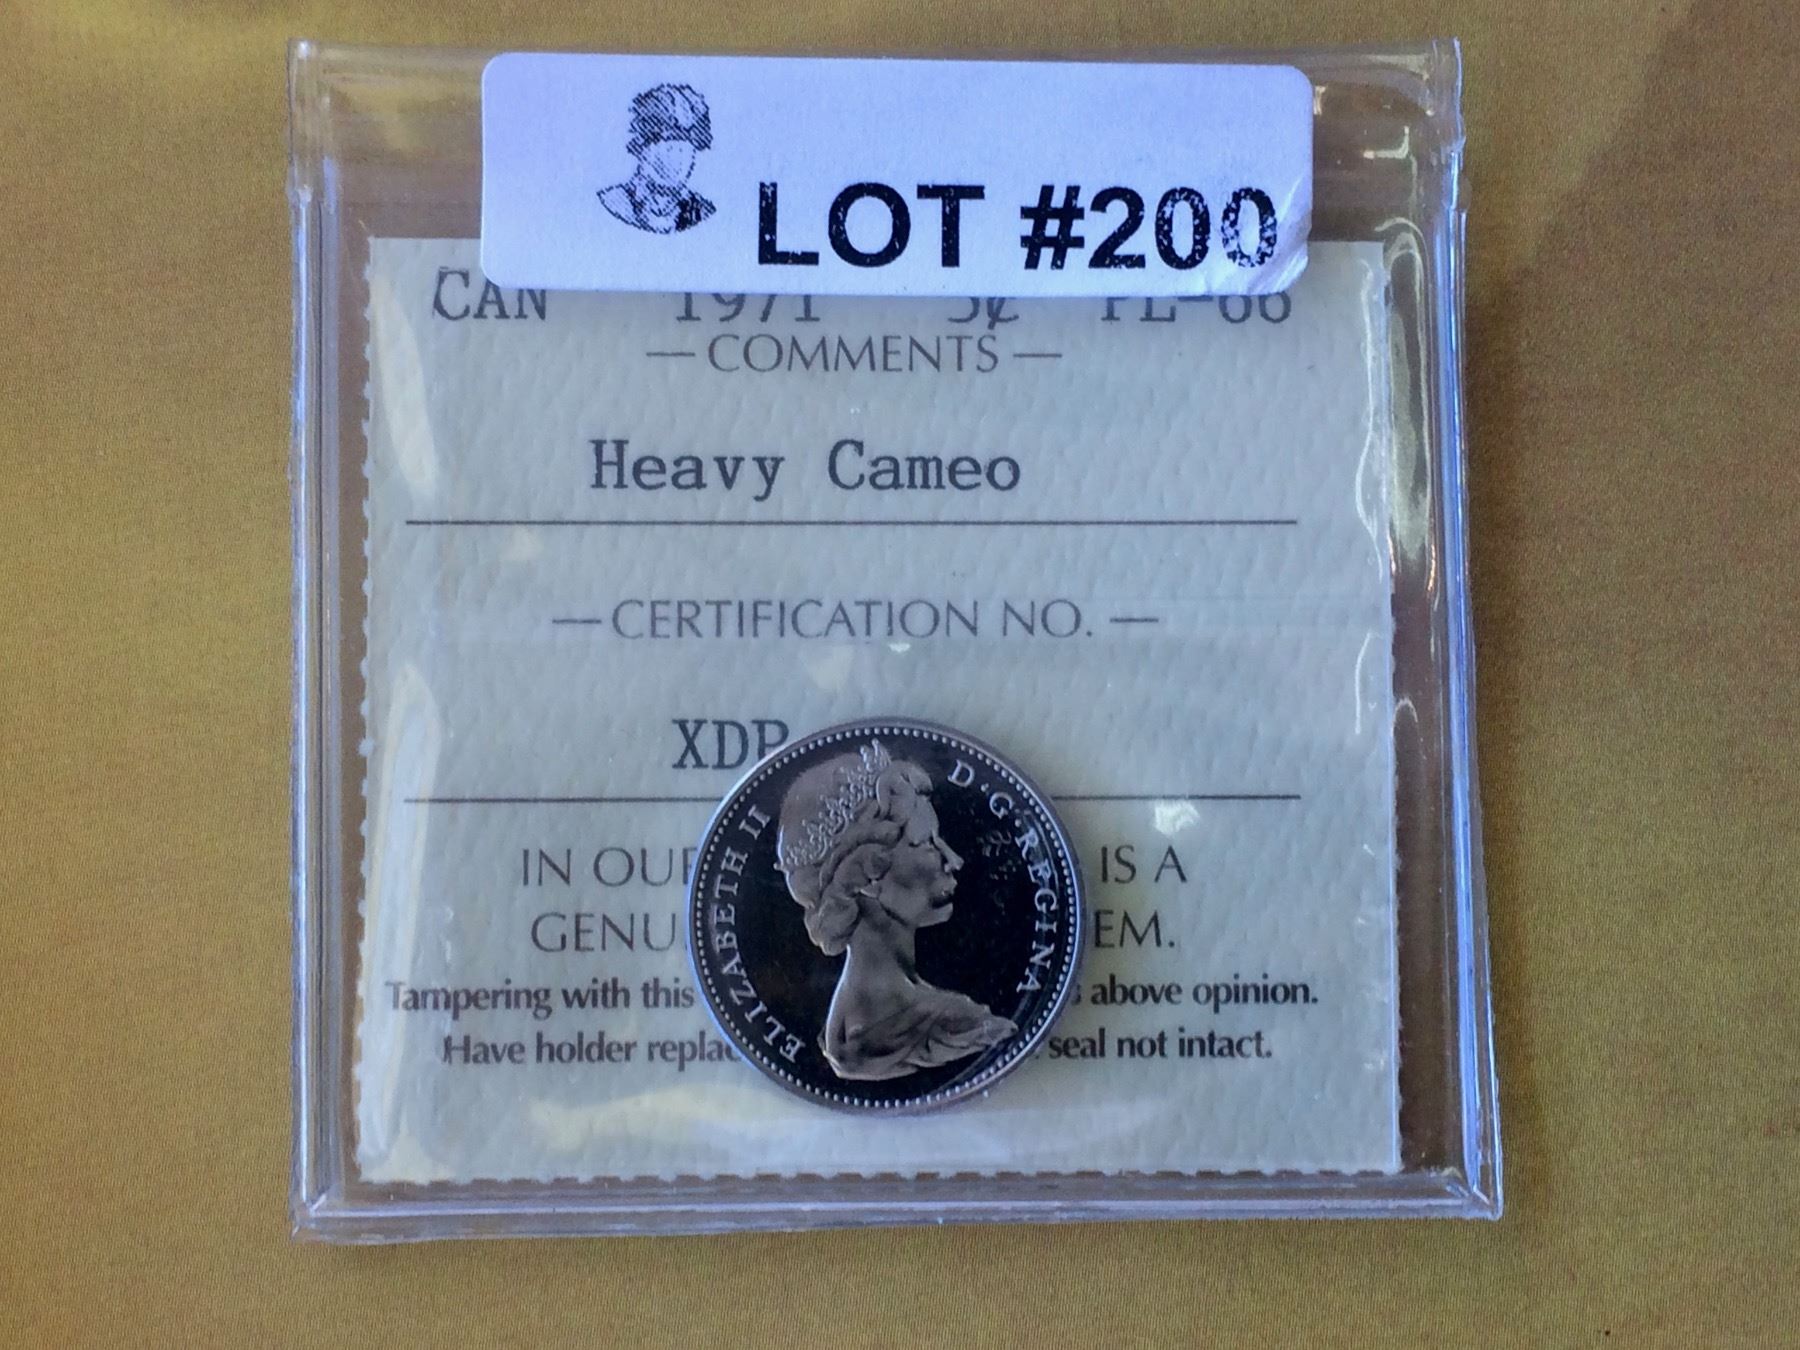 LOT #200
CAN 1971 5¢ PL-66
— COMMENTS —
Heavy Cameo
— CERTIFICATION NO. —
XDP
IN OUR IS A
GENU EM.
Tampering with this above opinion.
Have holder replac seal not intact.
ELIZABETH II D·G·REGINA